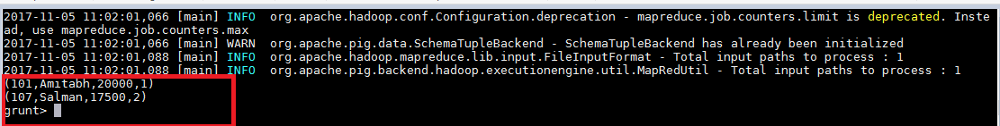 2017-11-05 11:02:01,066 [main] INFO  org.apache.hadoop.conf.Configuration.deprecation - mapreduce.job.counters.limit is deprecated. Inste
ad, use mapreduce.job.counters.max
2017-11-05 11:02:01,066 [main] WARN  org.apache.pig.data.SchemaTupleBackend - SchemaTupleBackend has already been initialized
2017-11-05 11:02:01,088 [main] INFO  org.apache.hadoop.mapreduce.lib.input.FileInputFormat - Total input paths to process : 1
2017-11-05 11:02:01,088 [main] INFO  org.apache.pig.backend.hadoop.executionengine.util.MapRedUtil - Total input paths to process : 1
(101,Amitabh,20000,1)
(107,Salman,17500,2)
grunt>